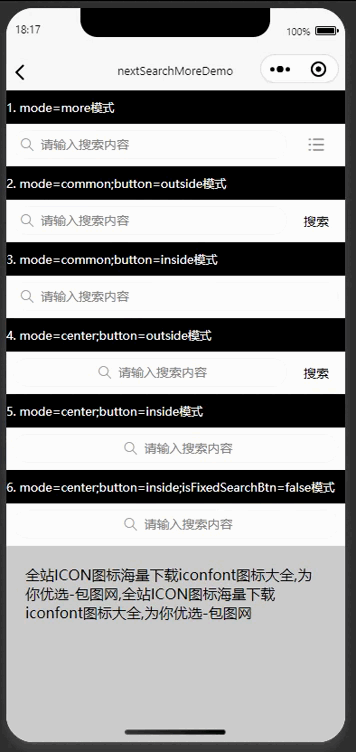 18:17
100%
nextSearchMoreDemo
1. mode=more模式
请输入搜索内容
2. mode=common;button=outside模式
请输入搜索内容 搜索
3. mode=common;button=inside模式
请输入搜索内容
4. mode=center;button=outside模式
请输入搜索内容 搜索
5. mode=center;button=inside模式
请输入搜索内容
6. mode=center;button=inside;isFixedSearchBtn=false模式
请输入搜索内容
全站ICON图标海量下载iconfont图标大全,为
你优选-包图网,全站ICON图标海量下载
iconfont图标大全,为你优选-包图网